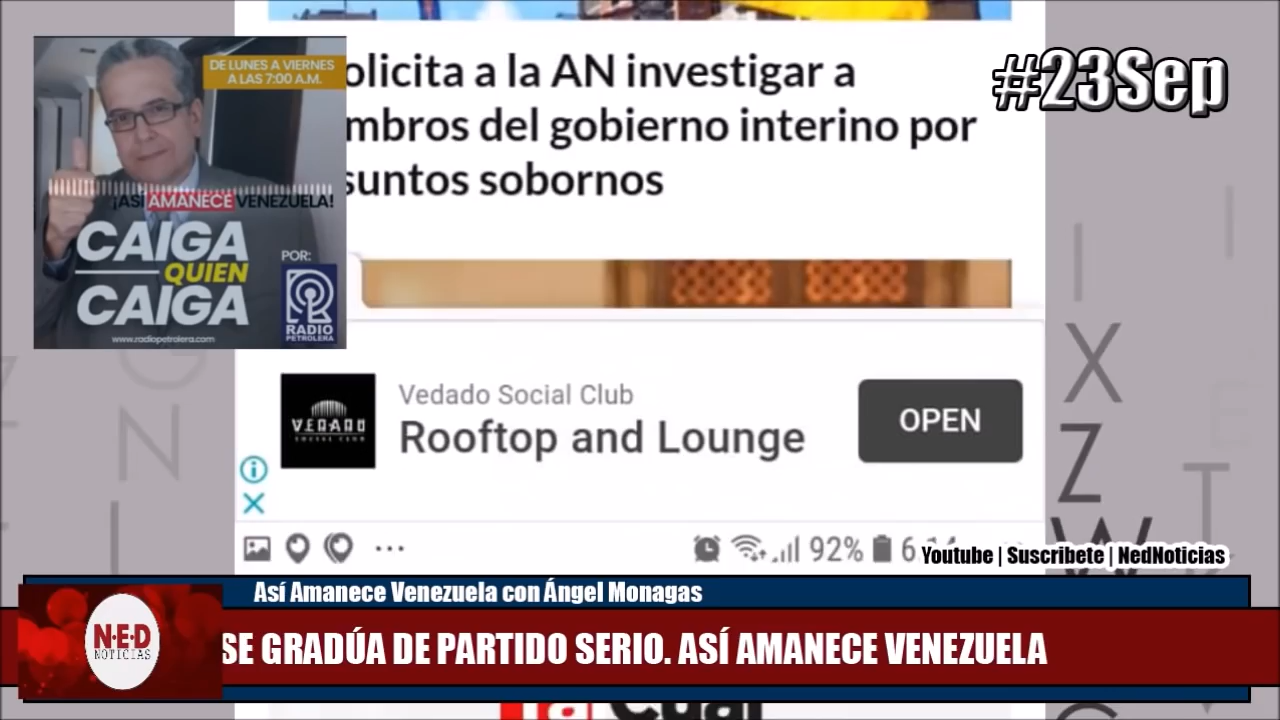 olicita a la AN investigar a
mbros del gobierno interino por
suntos sobornos
#23Sep
DE LUNES A VIERNES
A LAS 7:00 A.M.
¡ASÍ AMANECE VENEZUELA!
CAIGA
QUIEN
CAIGA
POR:
RADIO
PETROLERA
www.radiopetrolera.com
VEDADO
SOCIAL CLUB
Vedado Social Club
Rooftop and Lounge
OPEN
92%
Youtube | Suscribete | NedNoticias
Así Amanece Venezuela con Ángel Monagas
N·E·D
NOTICIAS
SE GRADÚA DE PARTIDO SERIO. ASÍ AMANECE VENEZUELA
N
L
I
X
Z
W
T